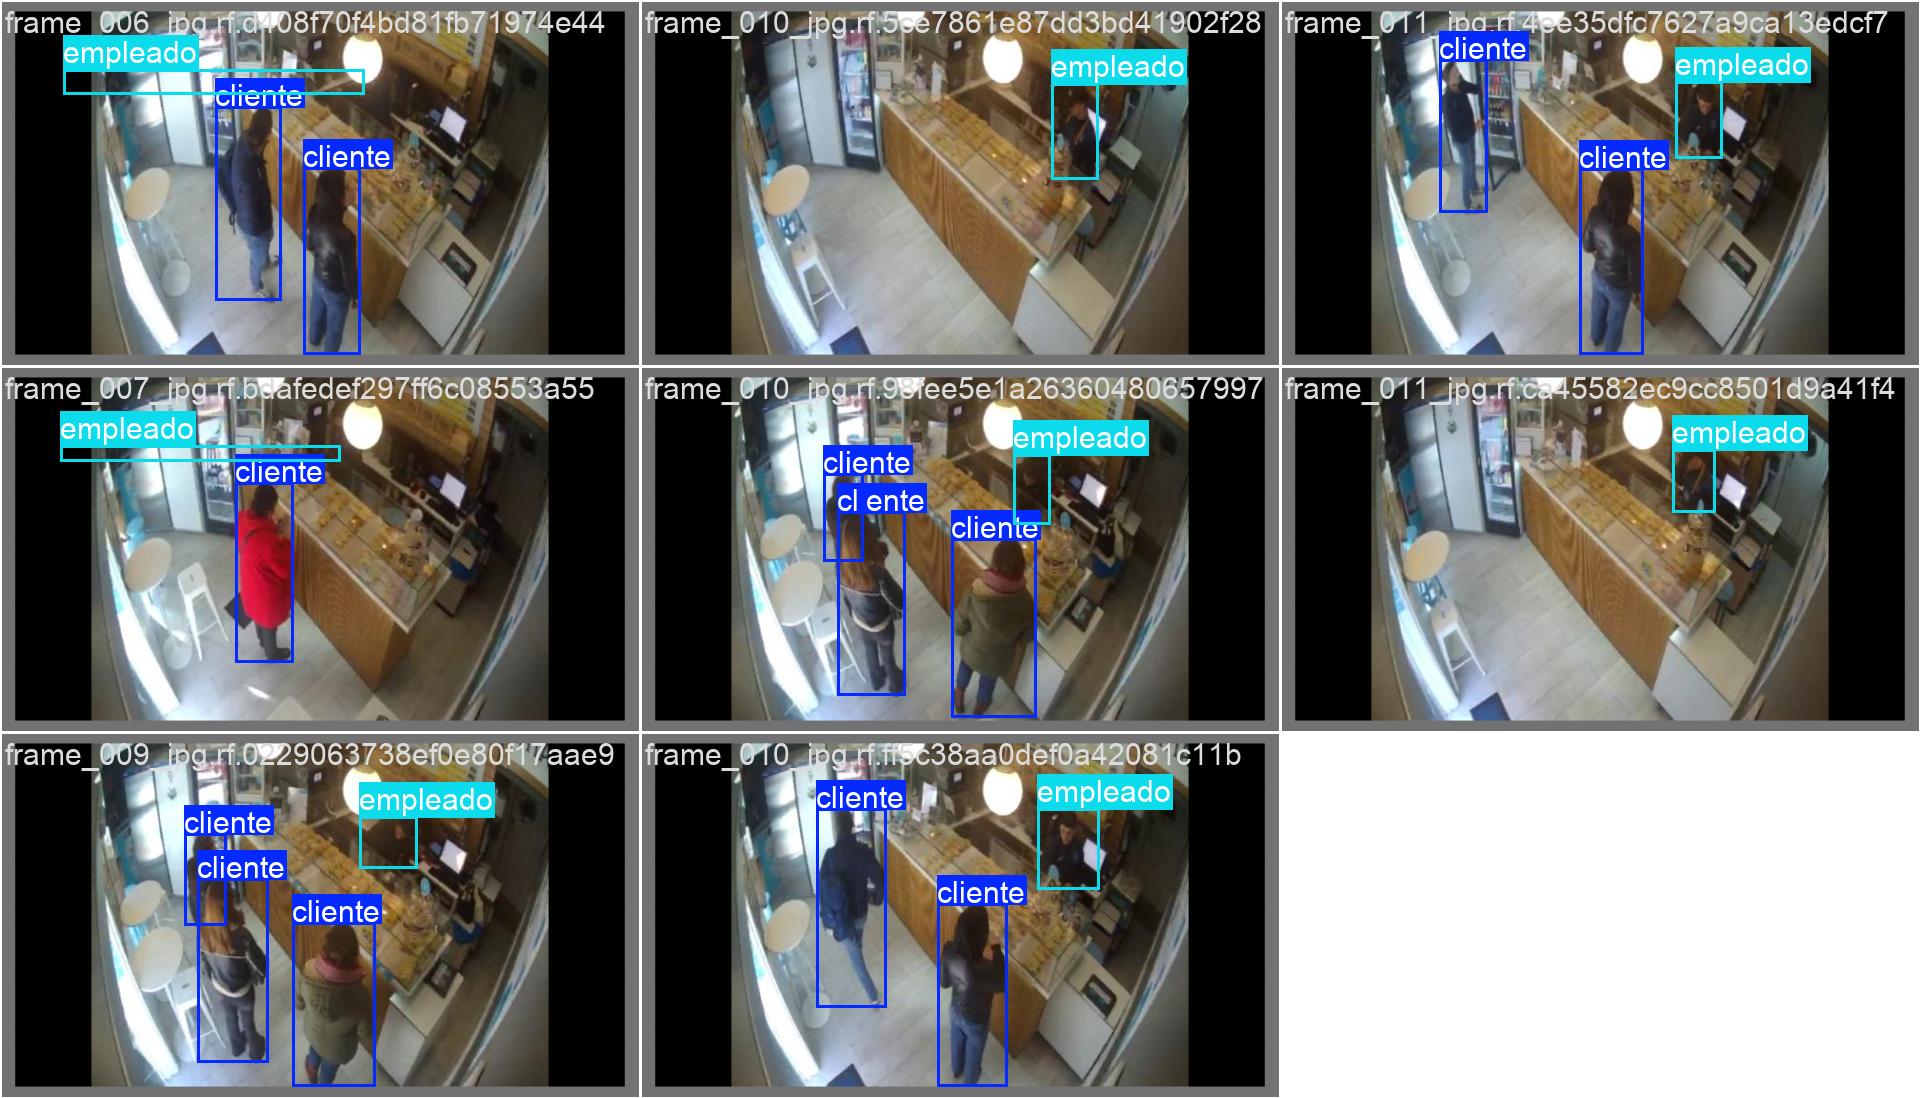 frame_006_jpg.rf.d408f70f4bd81fb71974e44
empleado
cliente
cliente
frame_010_jpg.rf.5ce7861e87dd3bd41902f28
empleado
frame_011_jpg.rf.4ee35dfc7627a9ca13edcf7
cliente
empleado
cliente
frame_007_jpg.rf.bdafedef297ff6c08553a55
empleado
cliente
frame_010_jpg.rf.98fee5e1a26360480657997
empleado
cliente
cl ente
cliente
frame_011_jpg.rf.ca45582ec9cc8501d9a41f4
empleado
frame_009_jpg.rf.0229063738ef0e80f17aae9
empleado
cliente
cliente
cliente
frame_010_jpg.rf.ff5c38aa0def0a42081c11b
empleado
cliente
cliente